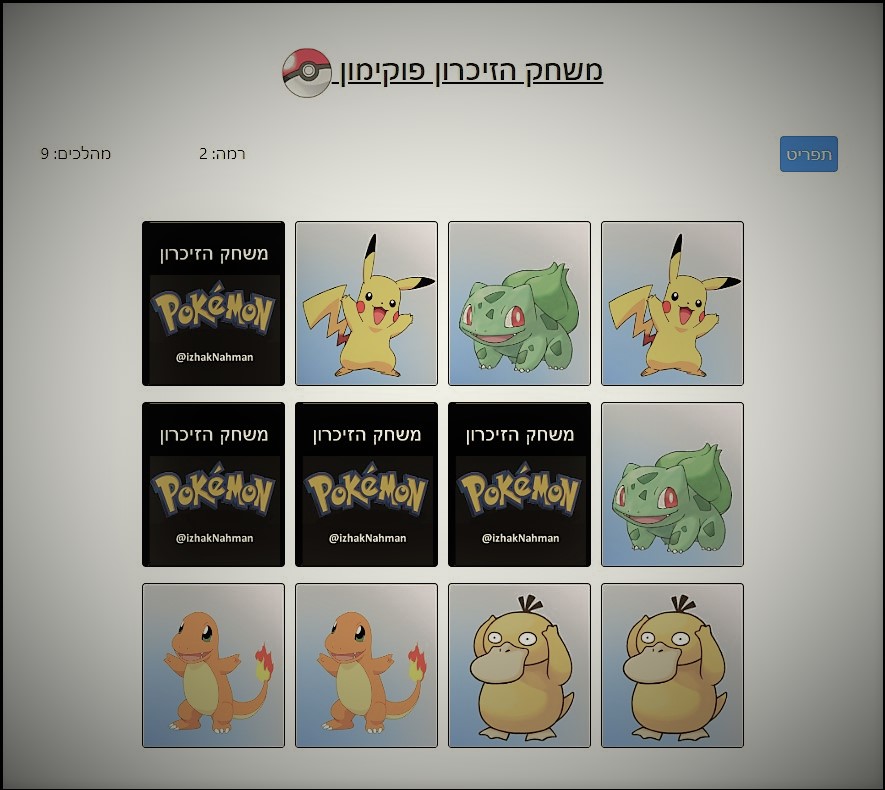 משחק הזיכרון פוקימון
תפריט
רמה: 2
מהלכים: 9
משחק הזיכרון
POKéMON
@izhakNahman
משחק הזיכרון
POKéMON
@izhakNahman
משחק הזיכרון
POKéMON
@izhakNahman
משחק הזיכרון
POKéMON
@izhakNahman